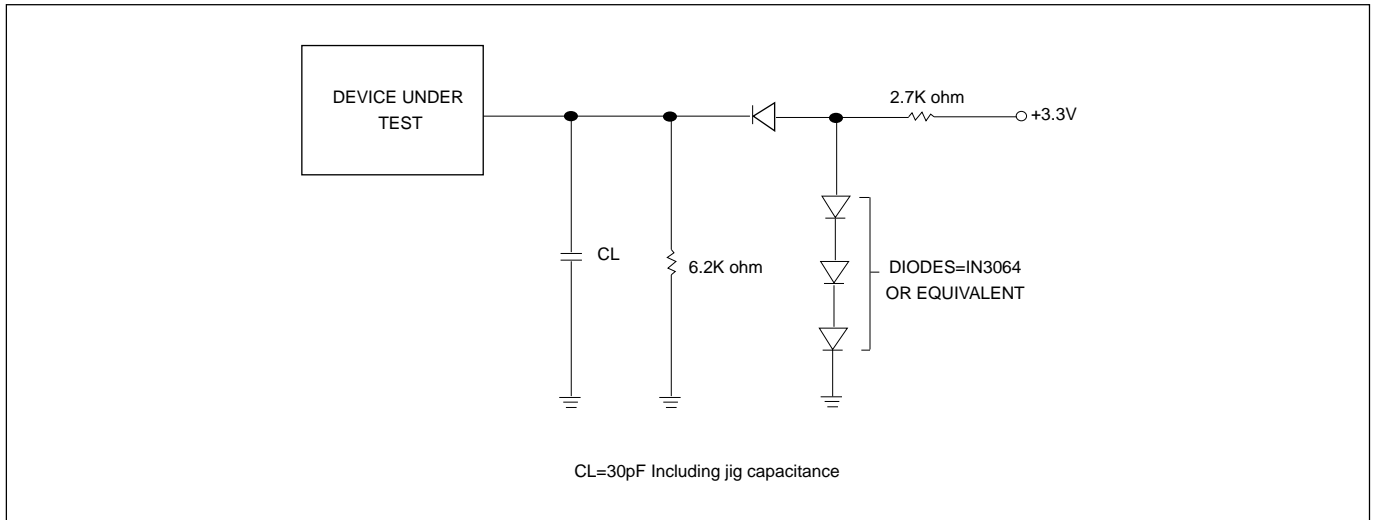 DEVICE UNDER
TEST
2.7K ohm
+3.3V
CL
6.2K ohm
DIODES=IN3064
OR EQUIVALENT
CL=30pF Including jig capacitance